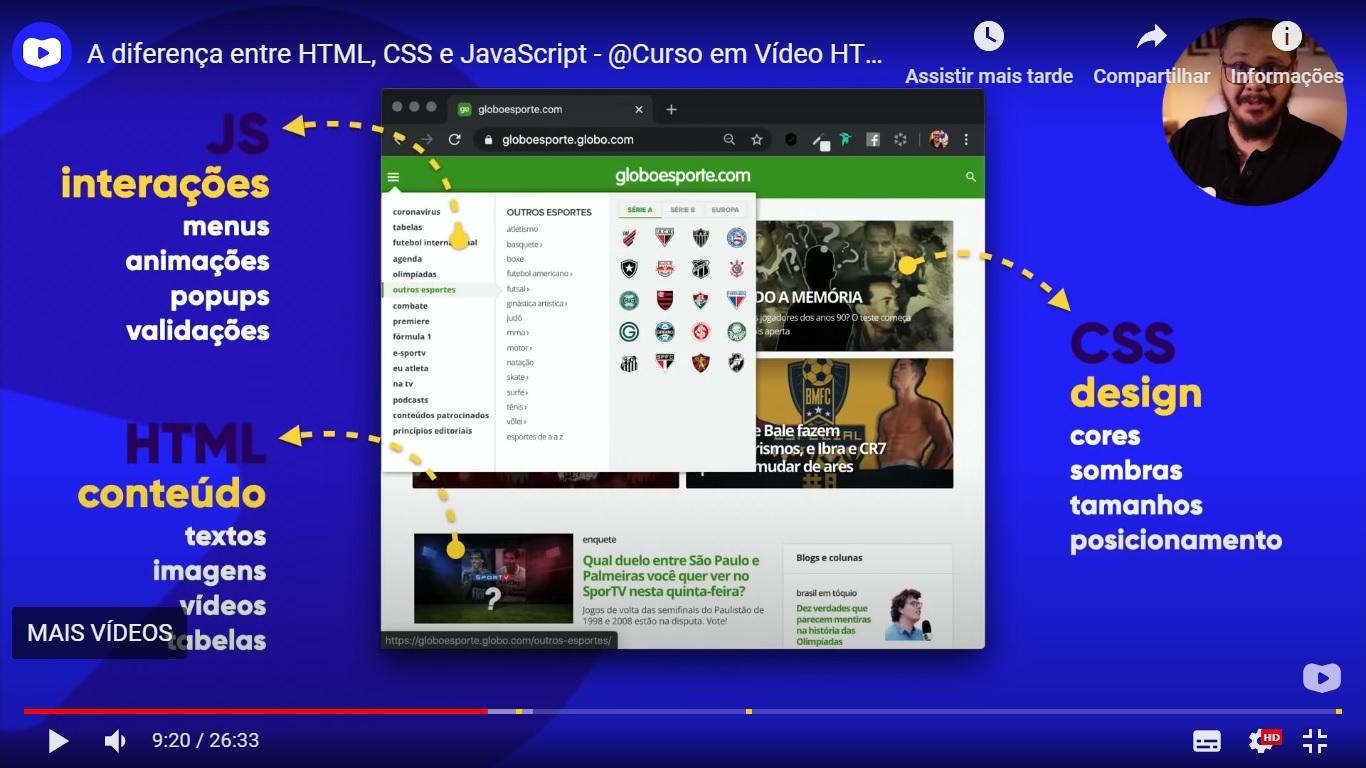 A diferença entre HTML, CSS e JavaScript - @Curso em Vídeo HT...
Assistir mais tarde
Compartilhar
Informações
JS
interações
menus
animações
popups
validações
HTML
conteúdo
textos
imagens
vídeos
tabelas
MAIS VÍDEOS
globoesporte.com
globoesporte.globo.com
globoesporte.com
coronavírus
tabelas
futebol internacional
agenda
olimpíadas
outros esportes
combate
premiere
fórmula 1
e-sportv
eu atleta
na tv
podcasts
conteúdos patrocinados
princípios editoriais
OUTROS ESPORTES
atletismo
basquete ›
boxe
futebol americano ›
futsal ›
ginástica artística ›
judô
mma ›
motor ›
natação
skate ›
surfe ›
tênis ›
vôlei ›
esportes de a a z
SÉRIE A
SÉRIE B
EUROPA
DO A MEMÓRIA
s jogadores dos anos 90? O teste começa
is aperta
BMFC
e Bale fazem
rismos, e Ibra e CR7
mudar de ares
enquete
Qual duelo entre São Paulo e
Palmeiras você quer ver no
SporTV nesta quinta-feira?
Jogos de volta das semifinais do Paulistão de
1998 e 2008 estão na disputa. Vote!
SPORTV
?
Blogs e colunas
brasil em tóquio
Dez verdades que
parecem mentiras
na história das
Olimpíadas
https://globoesporte.globo.com/outros-esportes/
CSS
design
cores
sombras
tamanhos
posicionamento
9:20 / 26:33
HD